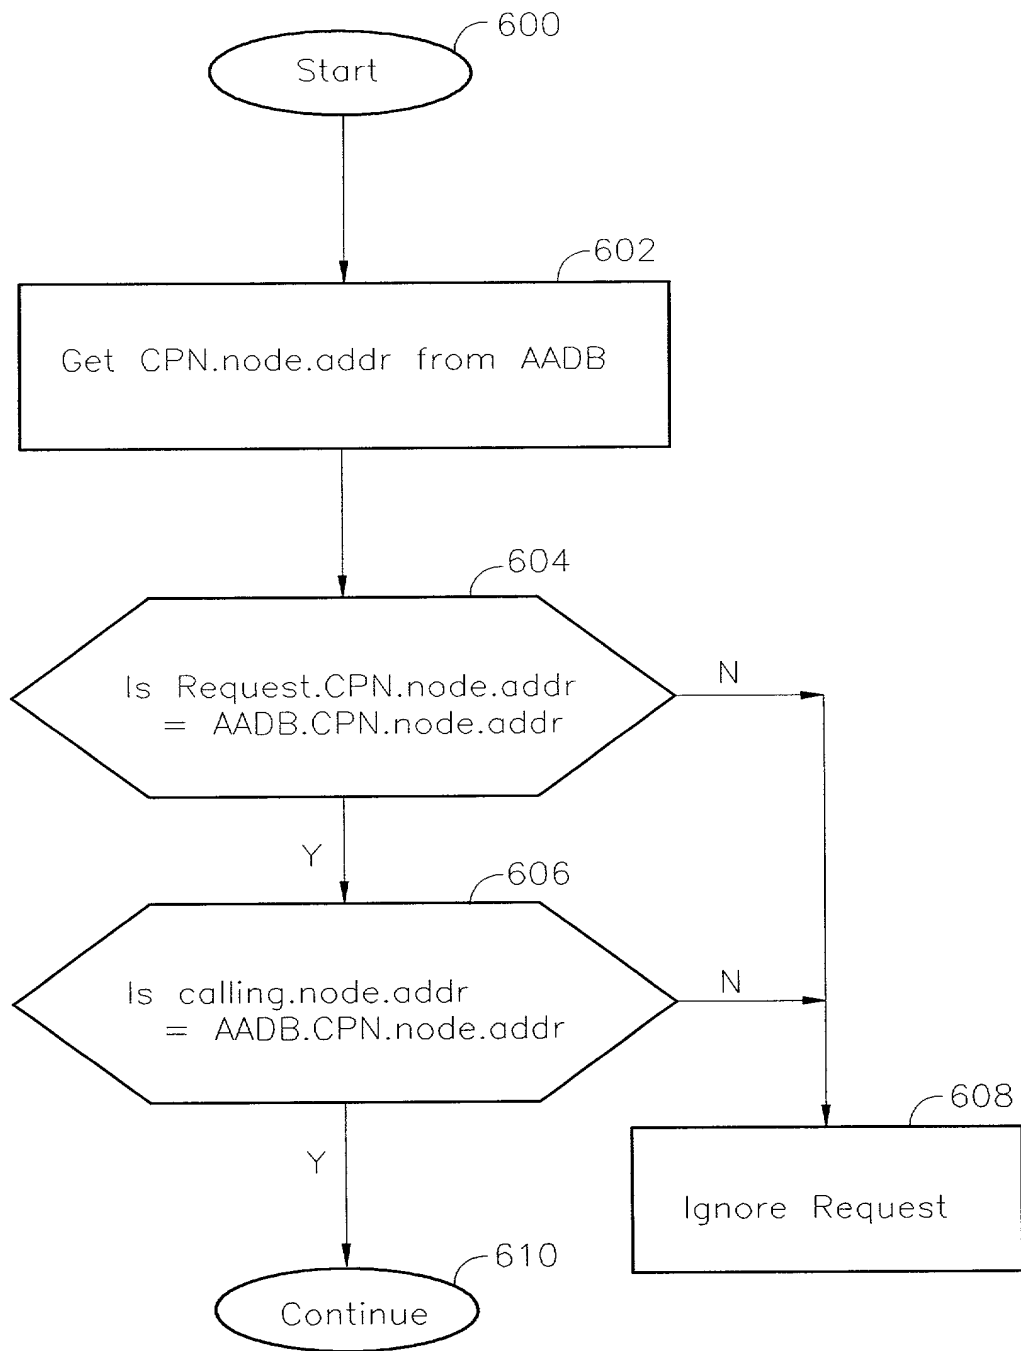 600
Start
602
Get CPN.node.addr from AADB
604
Is Request.CPN.node.addr
= AADB.CPN.node.addr
N
Y
606
Is calling.node.addr
= AADB.CPN.node.addr
N
Y
608
Ignore Request
610
Continue